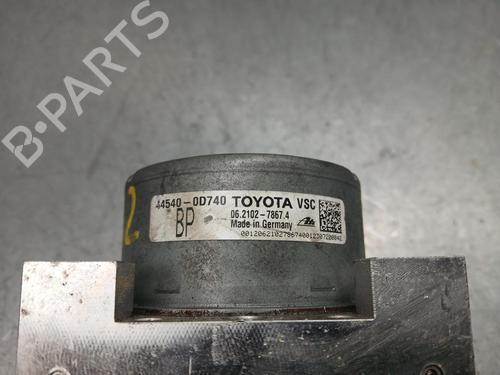 B-PARTS
2
44540-0D740 TOYOTA VSC
BP 06.2102-7867.4
Made in Germany